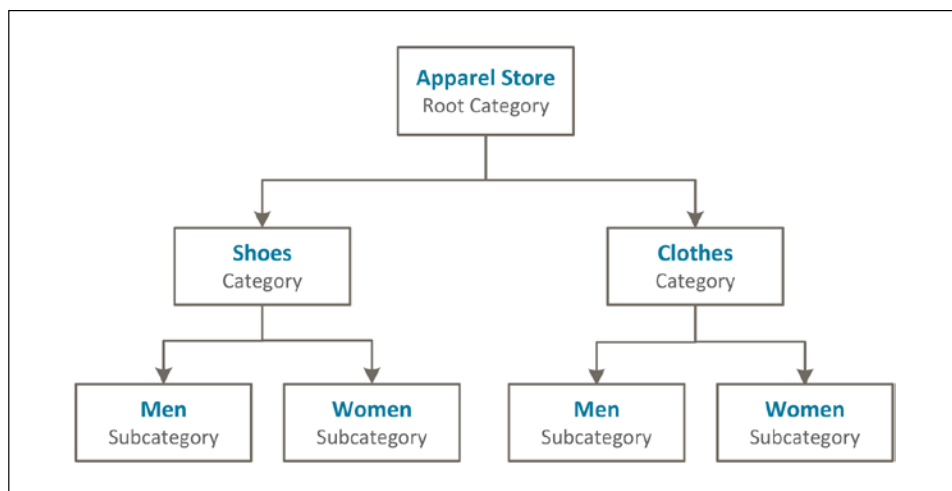 Apparel Store
Root Category
Shoes
Category
Clothes
Category
Men
Subcategory
Women
Subcategory
Men
Subcategory
Women
Subcategory